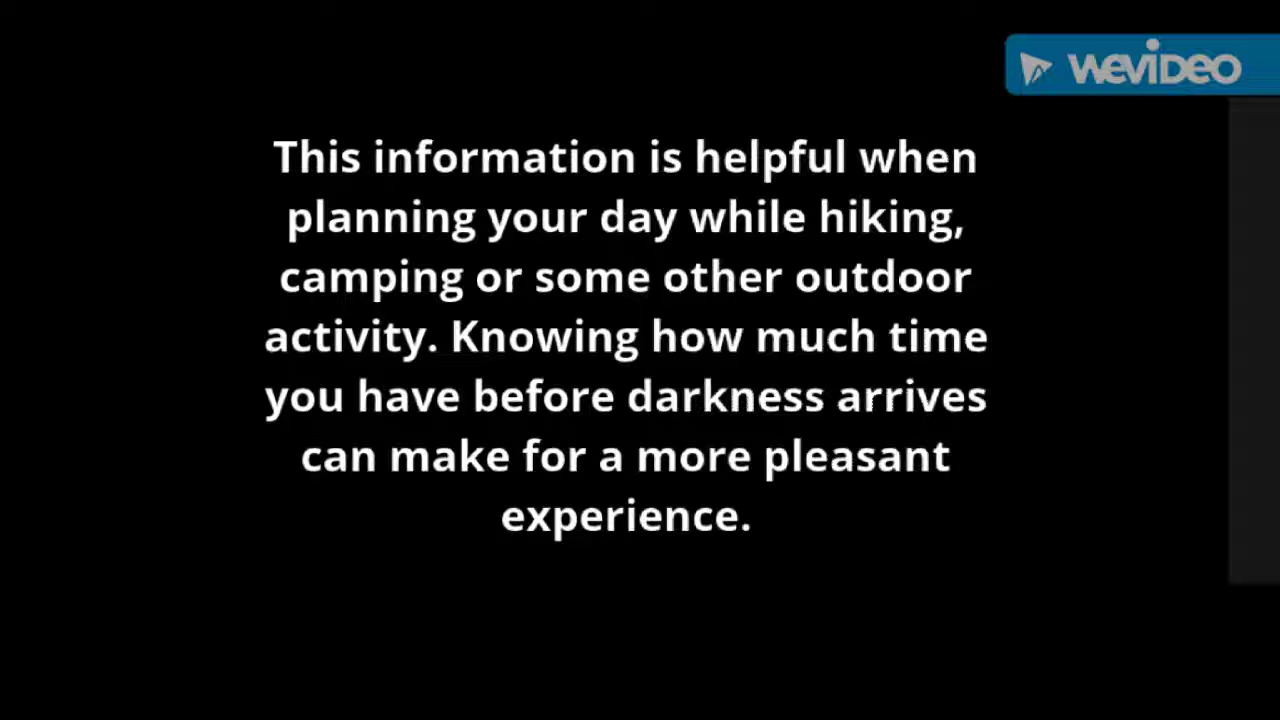 WEVIDEO
This information is helpful when
planning your day while hiking,
camping or some other outdoor
activity. Knowing how much time
you have before darkness arrives
can make for a more pleasant
experience.